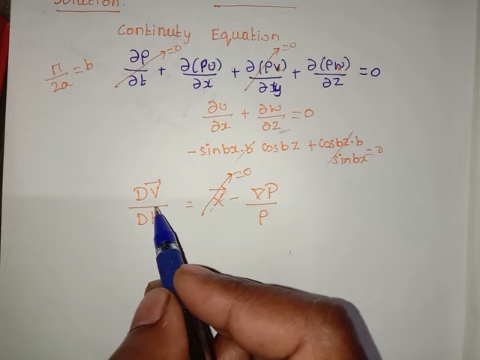 Solution:
Continuity Equation
π/2a = b   ∂ρ/∂t →=0 + ∂(ρu)/∂x + ∂(ρv)/∂y →=0 + ∂(ρw)/∂z = 0
∂u/∂x + ∂w/∂z = 0
- sinbx·b cosbz + cosbz·b sinbx = 0
DV⃗/Dt = X⃗ →=0 - ∇P/ρ